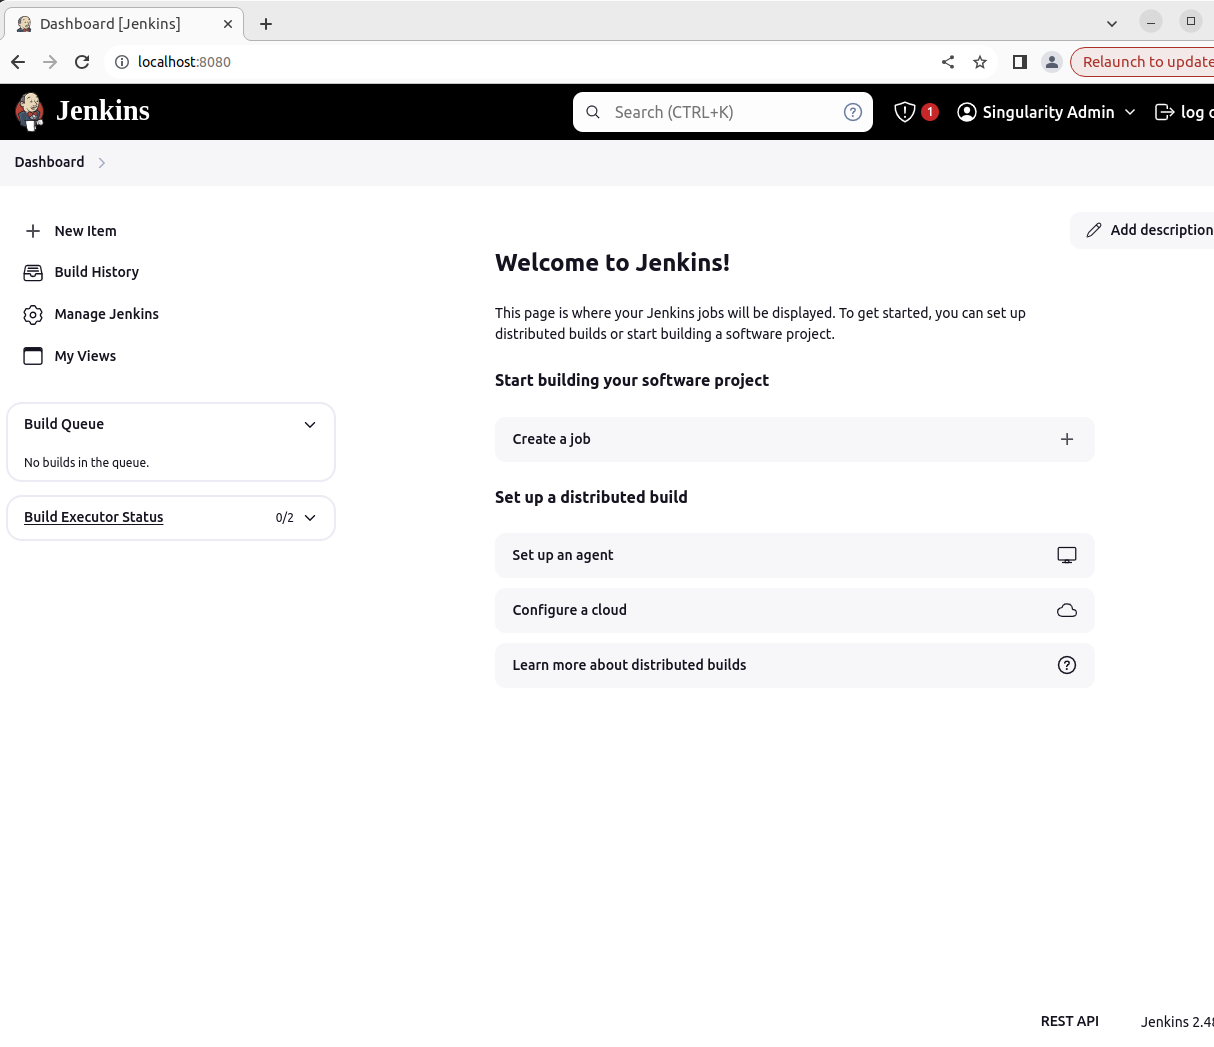 Dashboard [Jenkins]
localhost:8080
Relaunch to update
Jenkins
Search (CTRL+K)
1
Singularity Admin
log
Dashboard
New Item
Build History
Manage Jenkins
My Views
Add description
Welcome to Jenkins!
This page is where your Jenkins jobs will be displayed. To get started, you can set up
distributed builds or start building a software project.
Start building your software project
Create a job
Build Queue
No builds in the queue.
Set up a distributed build
Build Executor Status 0/2
Set up an agent
Configure a cloud
Learn more about distributed builds
REST API
Jenkins 2.4